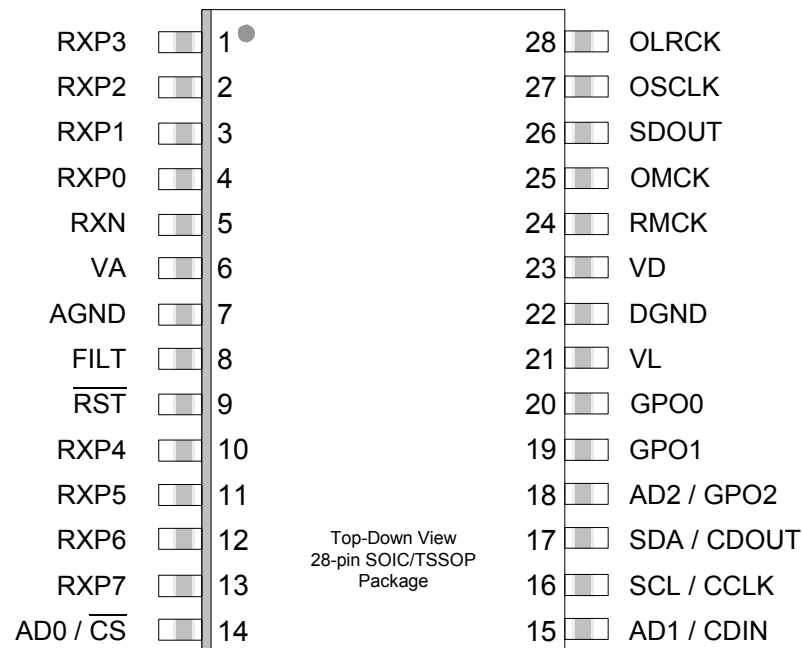 RXP3 1 28 OLRCK
RXP2 2 27 OSCLK
RXP1 3 26 SDOUT
RXP0 4 25 OMCK
RXN 5 24 RMCK
VA 6 23 VD
AGND 7 22 DGND
FILT 8 21 VL
R̅S̅T̅ 9 20 GPO0
RXP4 10 19 GPO1
RXP5 11 18 AD2 / GPO2
RXP6 12 17 SDA / CDOUT
RXP7 13 16 SCL / CCLK
AD0 / C̅S̅ 14 15 AD1 / CDIN
Top-Down View
28-pin SOIC/TSSOP
Package